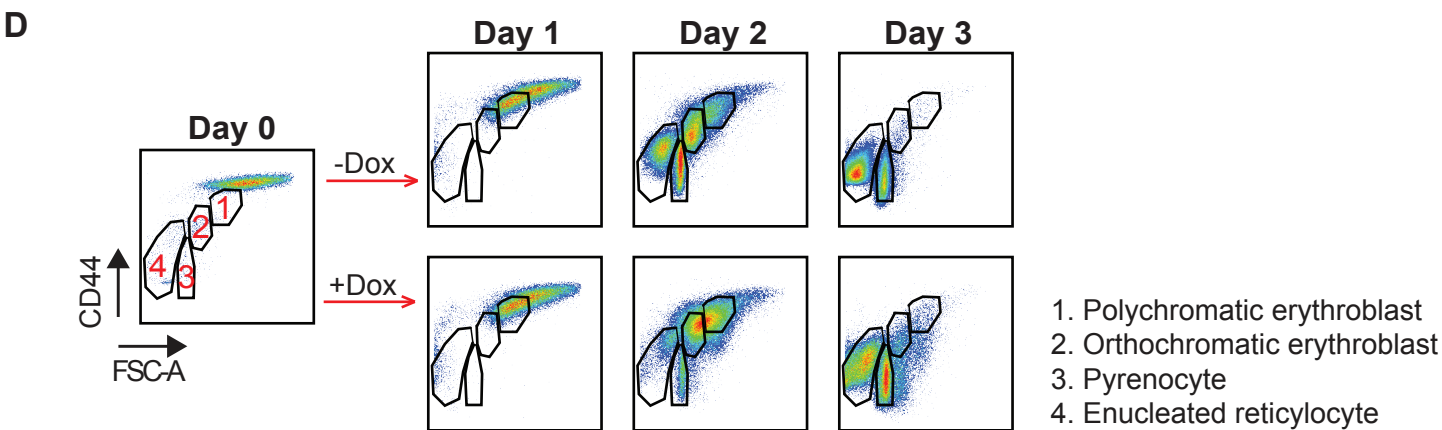 D
Day 1
Day 2
Day 3
Day 0
-Dox
+Dox
1
2
3
4
CD44
FSC-A
1. Polychromatic erythroblast
2. Orthochromatic erythroblast
3. Pyrenocyte
4. Enucleated reticylocyte